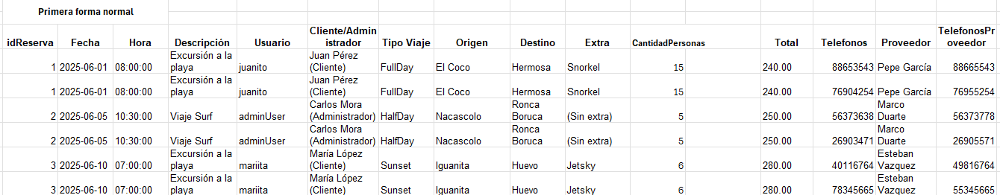 Primera forma normal
idReserva Fecha Hora Descripción Usuario Cliente/Admi nistrador Tipo Viaje Origen Destino Extra CantidadPersonas Total Telefonos Proveedor TelefonosPr oveedor
1 2025-06-01 08:00:00 Excursión a la playa juanito Juan Pérez (Cliente) FullDay El Coco Hermosa Snorkel 15 240.00 88653543 Pepe García 88665543
1 2025-06-01 08:00:00 Excursión a la playa juanito Juan Pérez (Cliente) FullDay El Coco Hermosa Snorkel 15 240.00 76904254 Pepe García 76955254
2 2025-06-05 10:30:00 Viaje Surf adminUser Carlos Mora (Administrador) HalfDay Nacascolo Ronca Boruca (Sin extra) 5 250.00 56373638 Marco Duarte 56373778
2 2025-06-05 10:30:00 Viaje Surf adminUser Carlos Mora (Administrador) HalfDay Nacascolo Ronca Boruca (Sin extra) 5 250.00 26903471 Marco Duarte 26905571
3 2025-06-10 07:00:00 Excursión a la playa mariita María López (Cliente) Sunset Iguanita Huevo Jetsky 6 280.00 40116764 Esteban Vazquez 49816764
3 2025-06-10 07:00:00 Excursión a la playa mariita María López (Cliente) Sunset Iguanita Huevo Jetsky 6 280.00 78345665 Esteban Vazquez 55345665